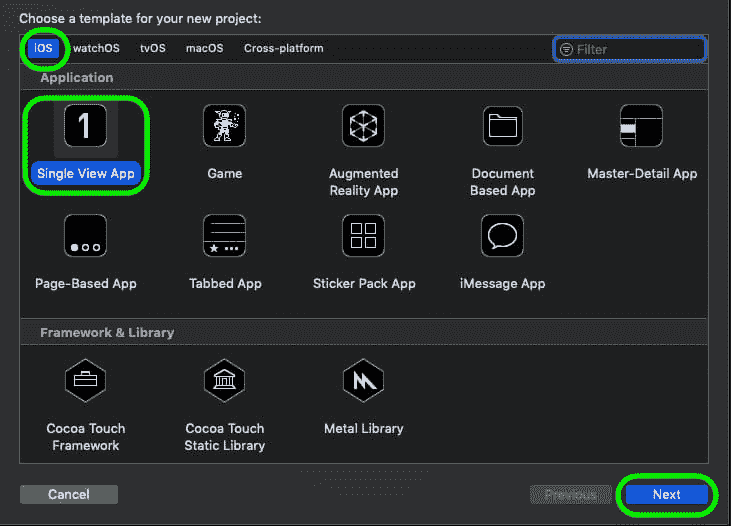 Choose a template for your new project:
iOS watchOS tvOS macOS Cross-platform Filter
Application
1
Single View App Game Augmented Reality App Document Based App Master-Detail App
Page-Based App Tabbed App Sticker Pack App iMessage App
Framework & Library
Cocoa Touch Framework Cocoa Touch Static Library Metal Library
Cancel Previous Next